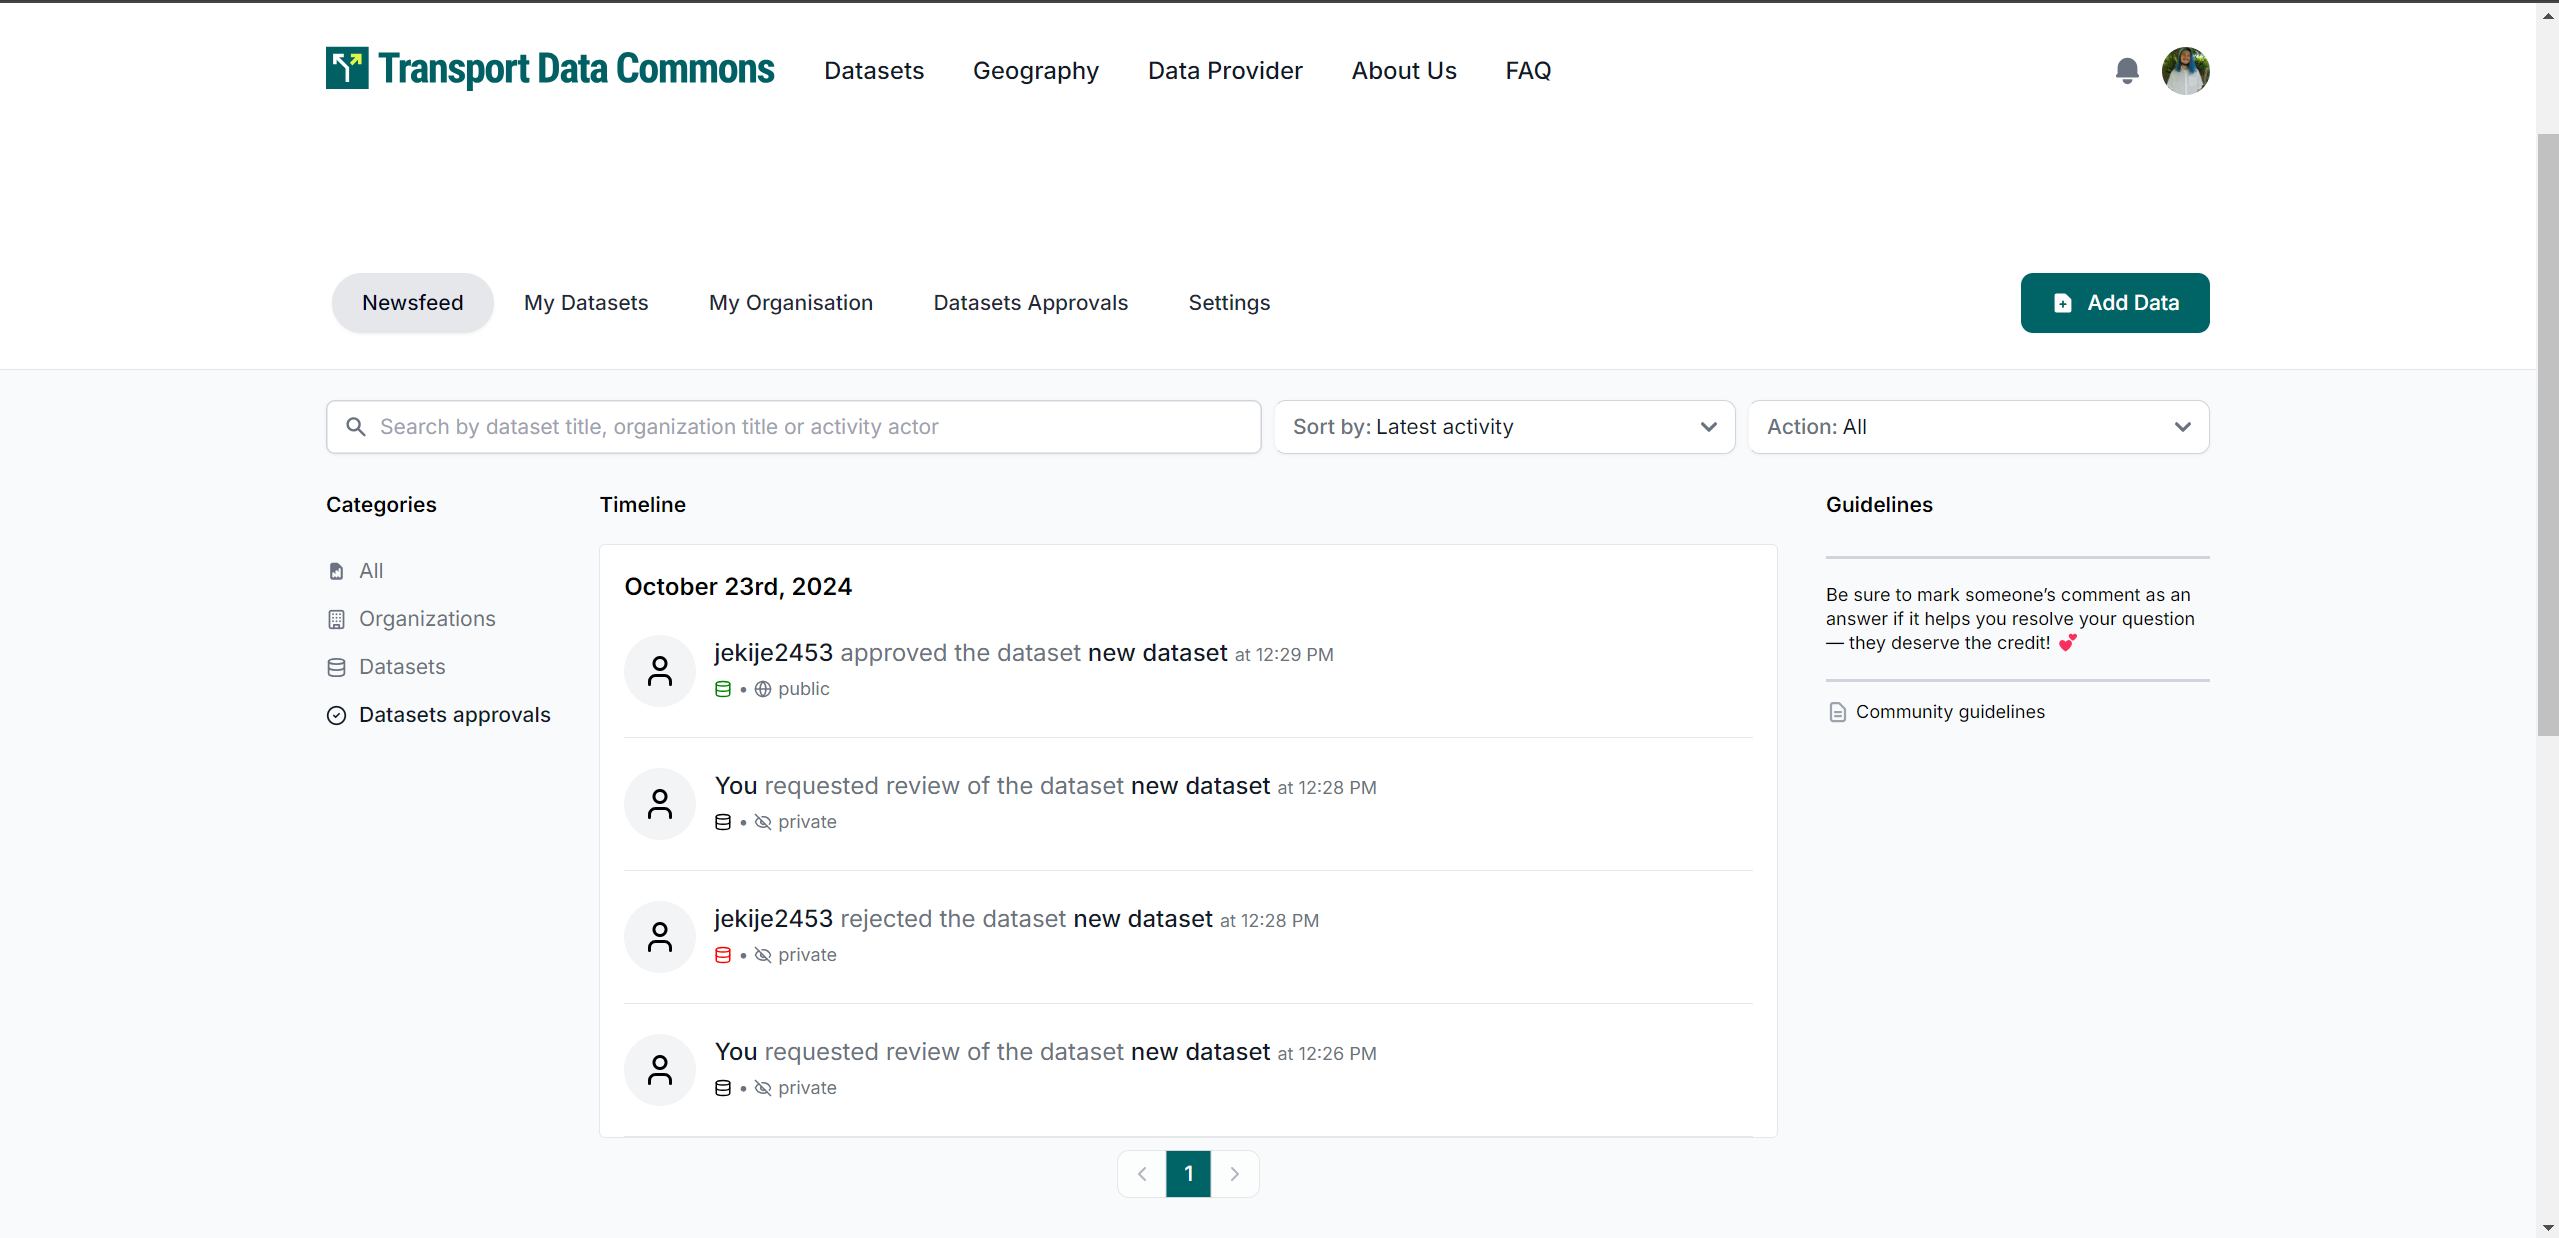 Transport Data Commons
Datasets
Geography
Data Provider
About Us
FAQ
Newsfeed
My Datasets
My Organisation
Datasets Approvals
Settings
Add Data
Search by dataset title, organization title or activity actor
Sort by: Latest activity
Action: All
Categories
All
Organizations
Datasets
Datasets approvals
Timeline
October 23rd, 2024
jekije2453 approved the dataset new dataset at 12:29 PM
• public
You requested review of the dataset new dataset at 12:28 PM
• private
jekije2453 rejected the dataset new dataset at 12:28 PM
• private
You requested review of the dataset new dataset at 12:26 PM
• private
1
Guidelines
Be sure to mark someone’s comment as an
answer if it helps you resolve your question
— they deserve the credit! 💕
Community guidelines